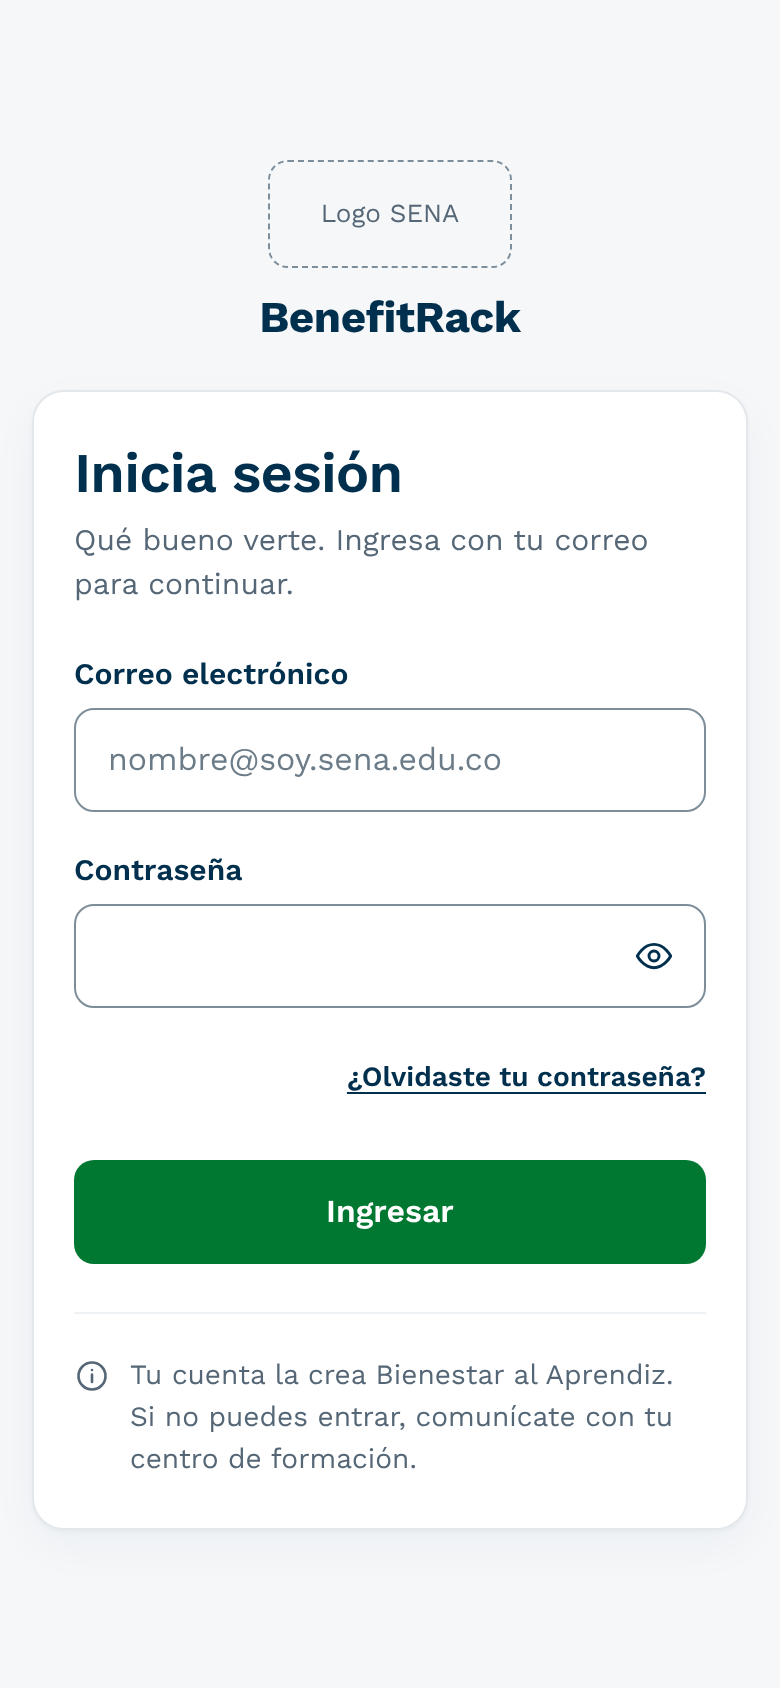 Logo SENA
BenefitRack
Inicia sesión
Qué bueno verte. Ingresa con tu correo
para continuar.
Correo electrónico
nombre@soy.sena.edu.co
Contraseña
¿Olvidaste tu contraseña?
Ingresar
Tu cuenta la crea Bienestar al Aprendiz.
Si no puedes entrar, comunícate con tu
centro de formación.